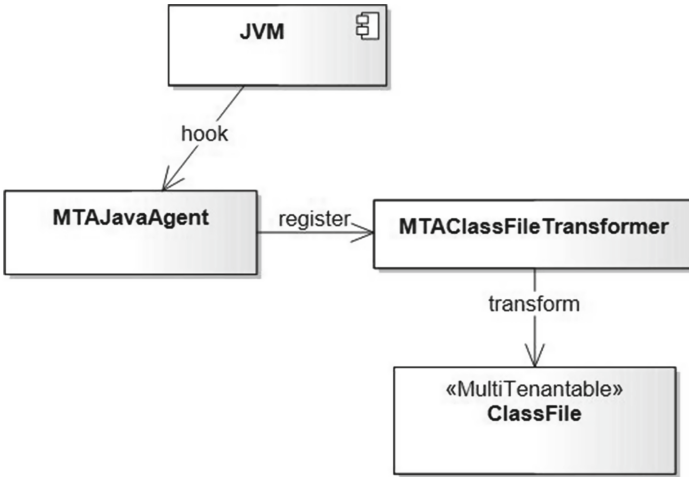 JVM
hook
MTAJavaAgent
register
MTAClassFileTransformer
transform
«MultiTenantable»
ClassFile